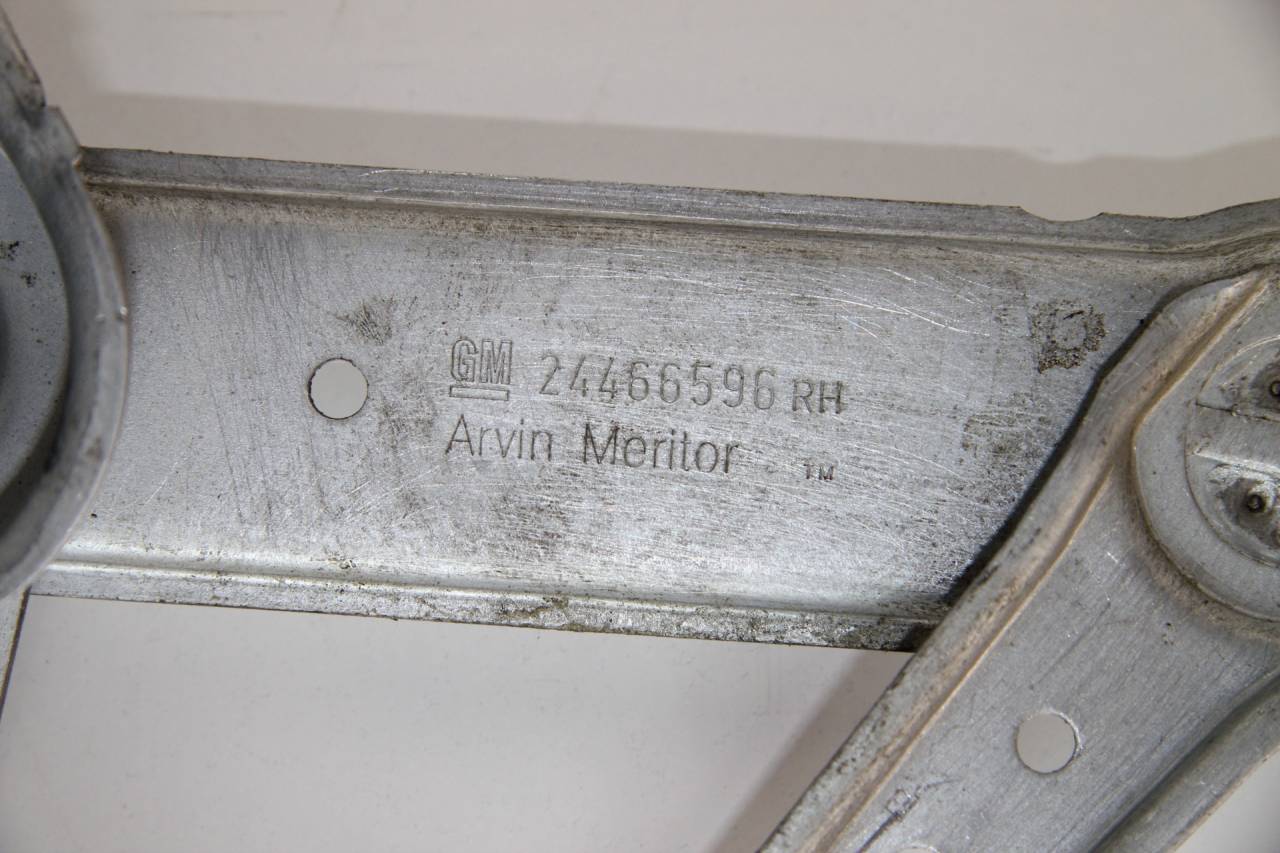 GM 24466596 RH
Arvin Meritor TM